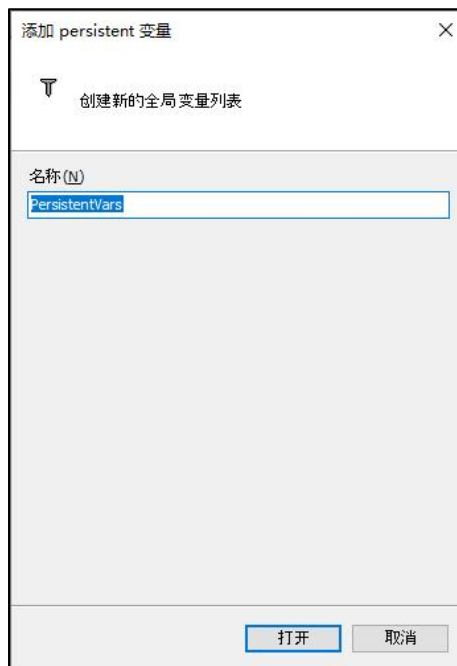 添加 persistent 变量
创建新的全局变量列表
名称(N)
PersistentVars
打开
取消